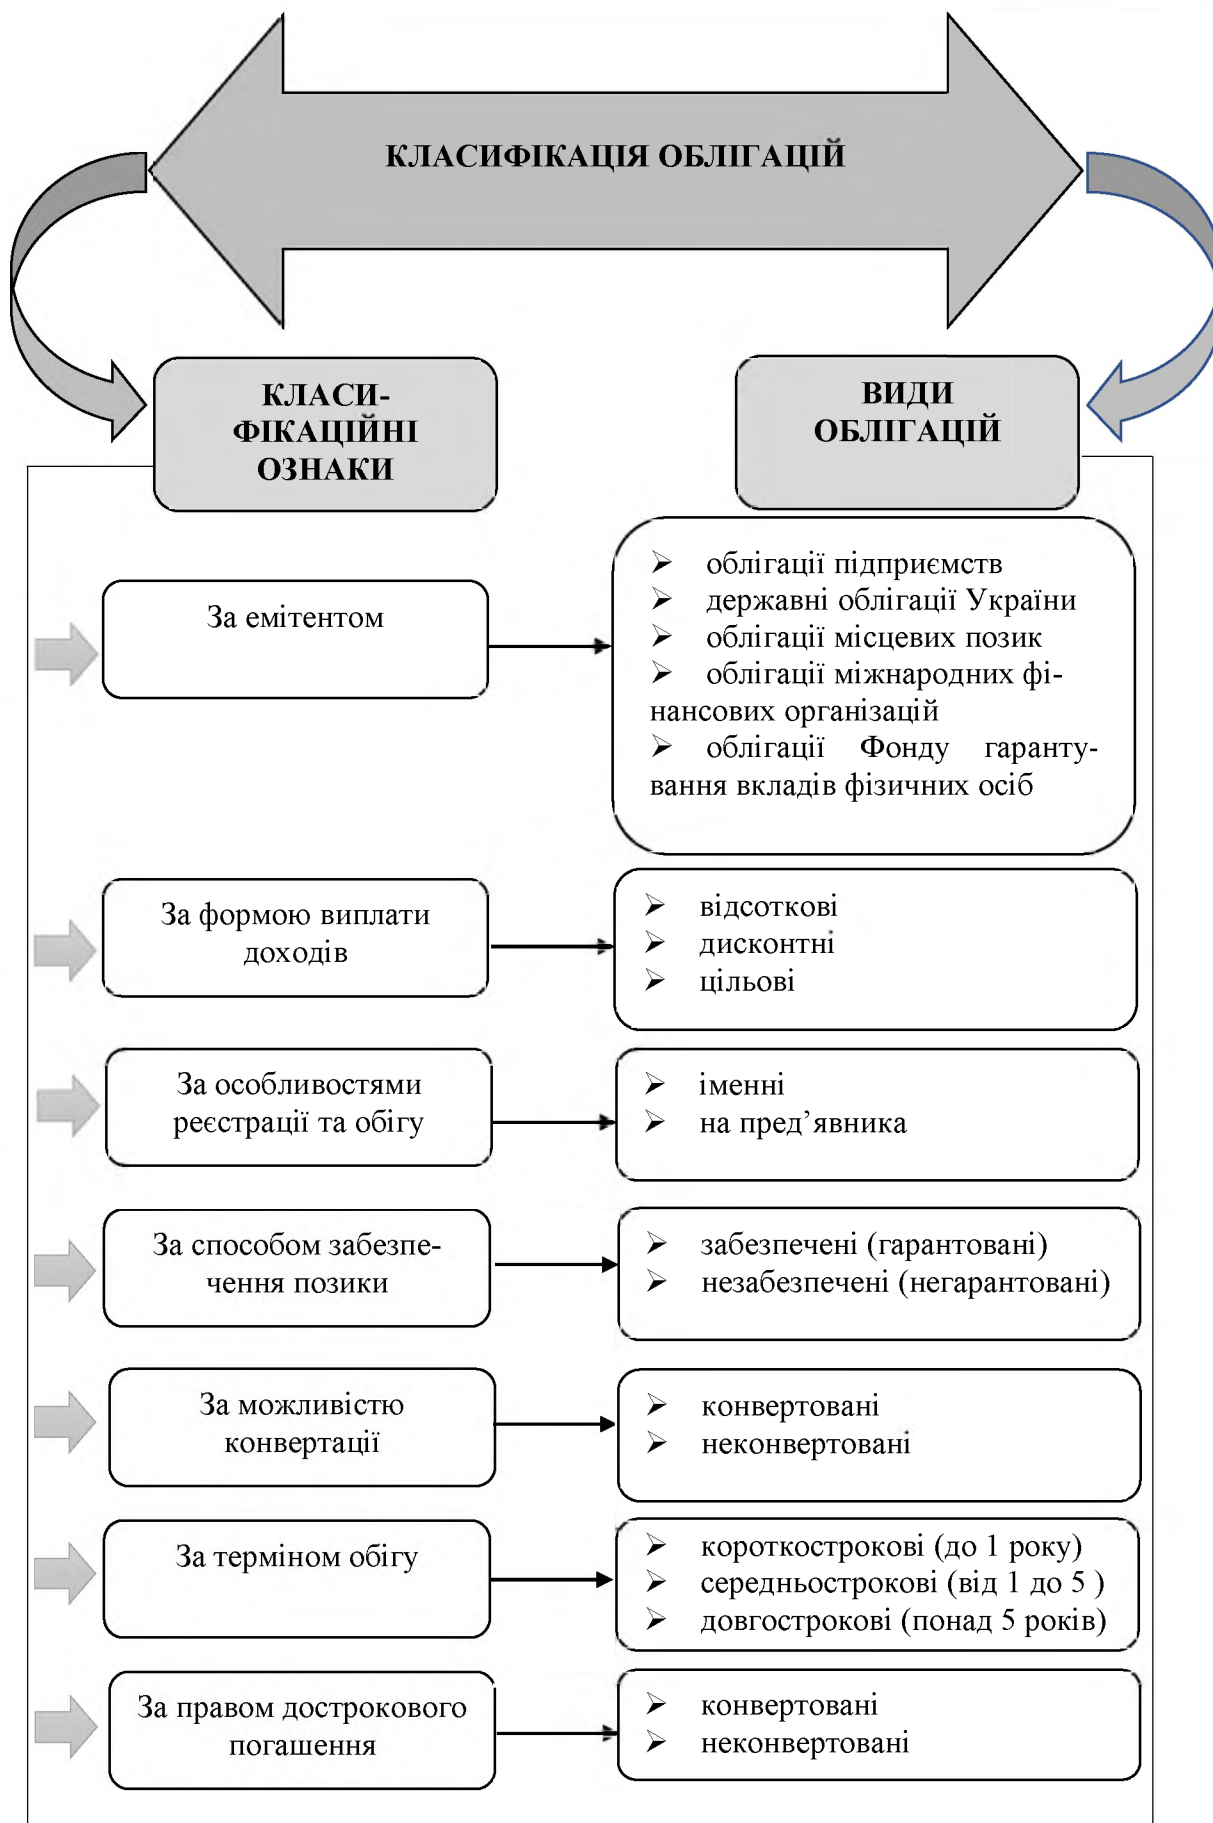 КЛАСИФІКАЦІЯ ОБЛІГАЦІЙ
КЛАСИ-
ФІКАЦІЙНІ
ОЗНАКИ
ВИДИ
ОБЛІГАЦІЙ
За емітентом
➢ облігації підприємств
➢ державні облігації України
➢ облігації місцевих позик
➢ облігації міжнародних фі-
нансових організацій
➢ облігації Фонду гаранту-
вання вкладів фізичних осіб
За формою виплати
доходів
➢ відсоткові
➢ дисконтні
➢ цільові
За особливостями
реєстрації та обігу
➢ іменні
➢ на пред’явника
За способом забезпе-
чення позики
➢ забезпечені (гарантовані)
➢ незабезпечені (негарантовані)
За можливістю
конвертації
➢ конвертовані
➢ неконвертовані
За терміном обігу
➢ короткострокові (до 1 року)
➢ середньострокові (від 1 до 5 )
➢ довгострокові (понад 5 років)
За правом дострокового
погашення
➢ конвертовані
➢ неконвертовані